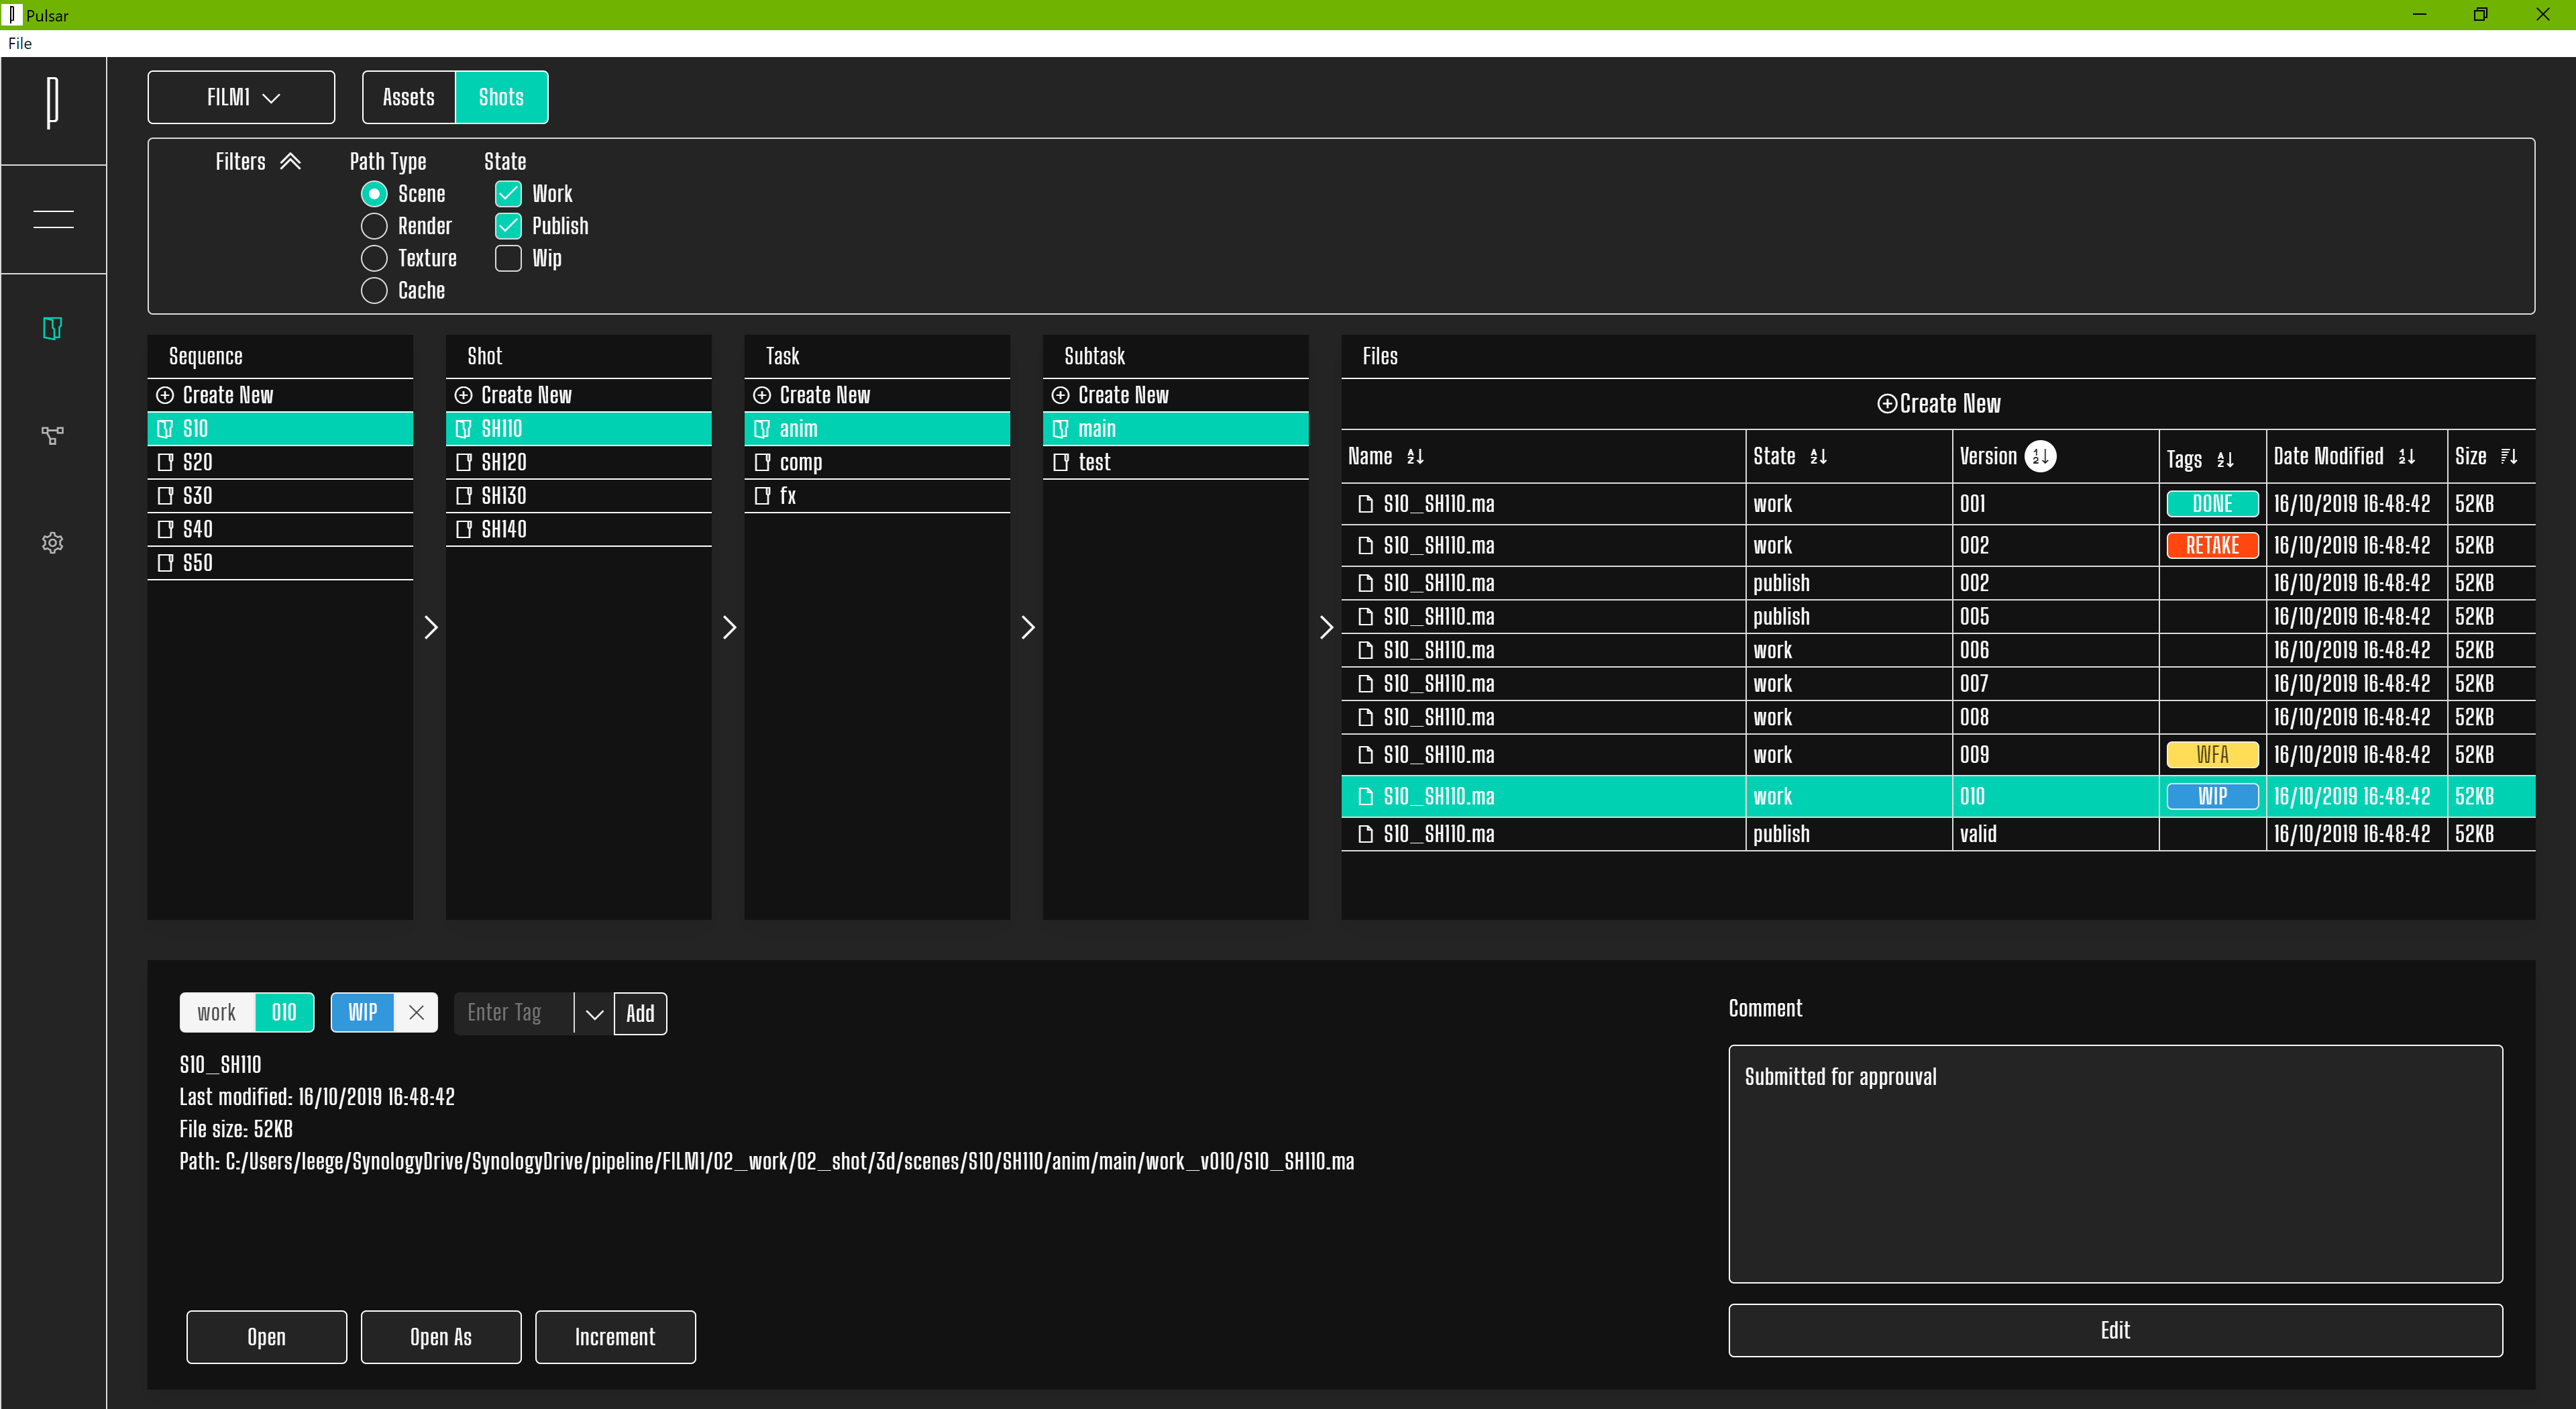 Pulsar
File
FILM1
Assets Shots
Filters Path Type State
Scene Work
Render Publish
Texture Wip
Cache
Sequence Shot Task Subtask Files
Create New Create New Create New Create New Create New
S10 SH110 anim main
S20 SH120 comp test
S30 SH130 fx
S40 SH140
S50
Name State Version Tags Date Modified Size
S10_SH110.ma work 001 DONE 16/10/2019 16:48:42 52KB
S10_SH110.ma work 002 RETAKE 16/10/2019 16:48:42 52KB
S10_SH110.ma publish 002 16/10/2019 16:48:42 52KB
S10_SH110.ma publish 005 16/10/2019 16:48:42 52KB
S10_SH110.ma work 006 16/10/2019 16:48:42 52KB
S10_SH110.ma work 007 16/10/2019 16:48:42 52KB
S10_SH110.ma work 008 16/10/2019 16:48:42 52KB
S10_SH110.ma work 009 WFA 16/10/2019 16:48:42 52KB
S10_SH110.ma work 010 WIP 16/10/2019 16:48:42 52KB
S10_SH110.ma publish valid 16/10/2019 16:48:42 52KB
work 010 WIP Enter Tag Add
S10_SH110
Last modified: 16/10/2019 16:48:42
File size: 52KB
Path: C:/Users/leege/SynologyDrive/SynologyDrive/pipeline/FILM1/02_work/02_shot/3d/scenes/S10/SH110/anim/main/work_v010/S10_SH110.ma
Open Open As Increment
Comment
Submitted for approuval
Edit